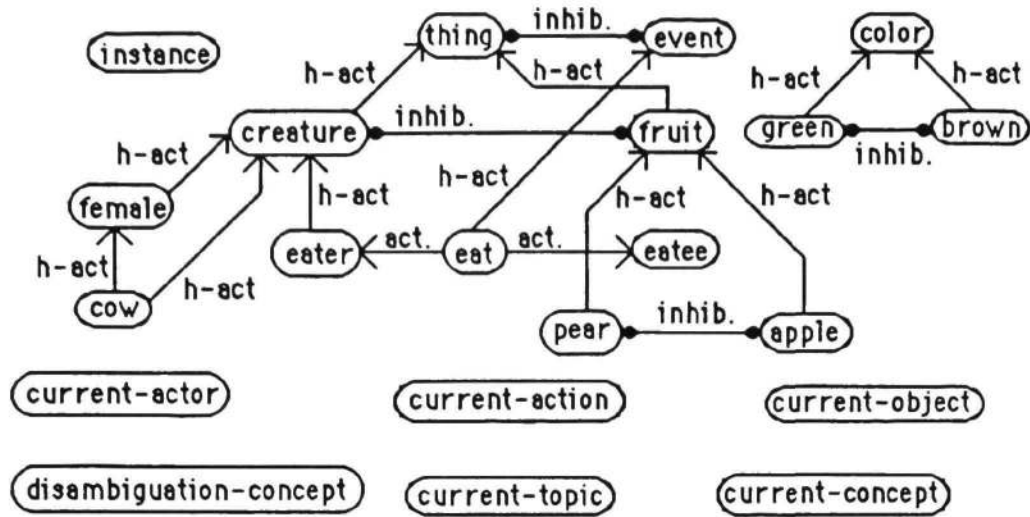 instance
thing
inhib.
event
color
h-act
h-act
h-act
h-act
creature
inhib.
fruit
green
inhib.
brown
h-act
female
h-act
h-act
h-act
h-act
eater
act.
eat
act.
eatee
h-act
h-act
cow
pear
inhib.
apple
current-actor
current-action
current-object
disambiguation-concept
current-topic
current-concept